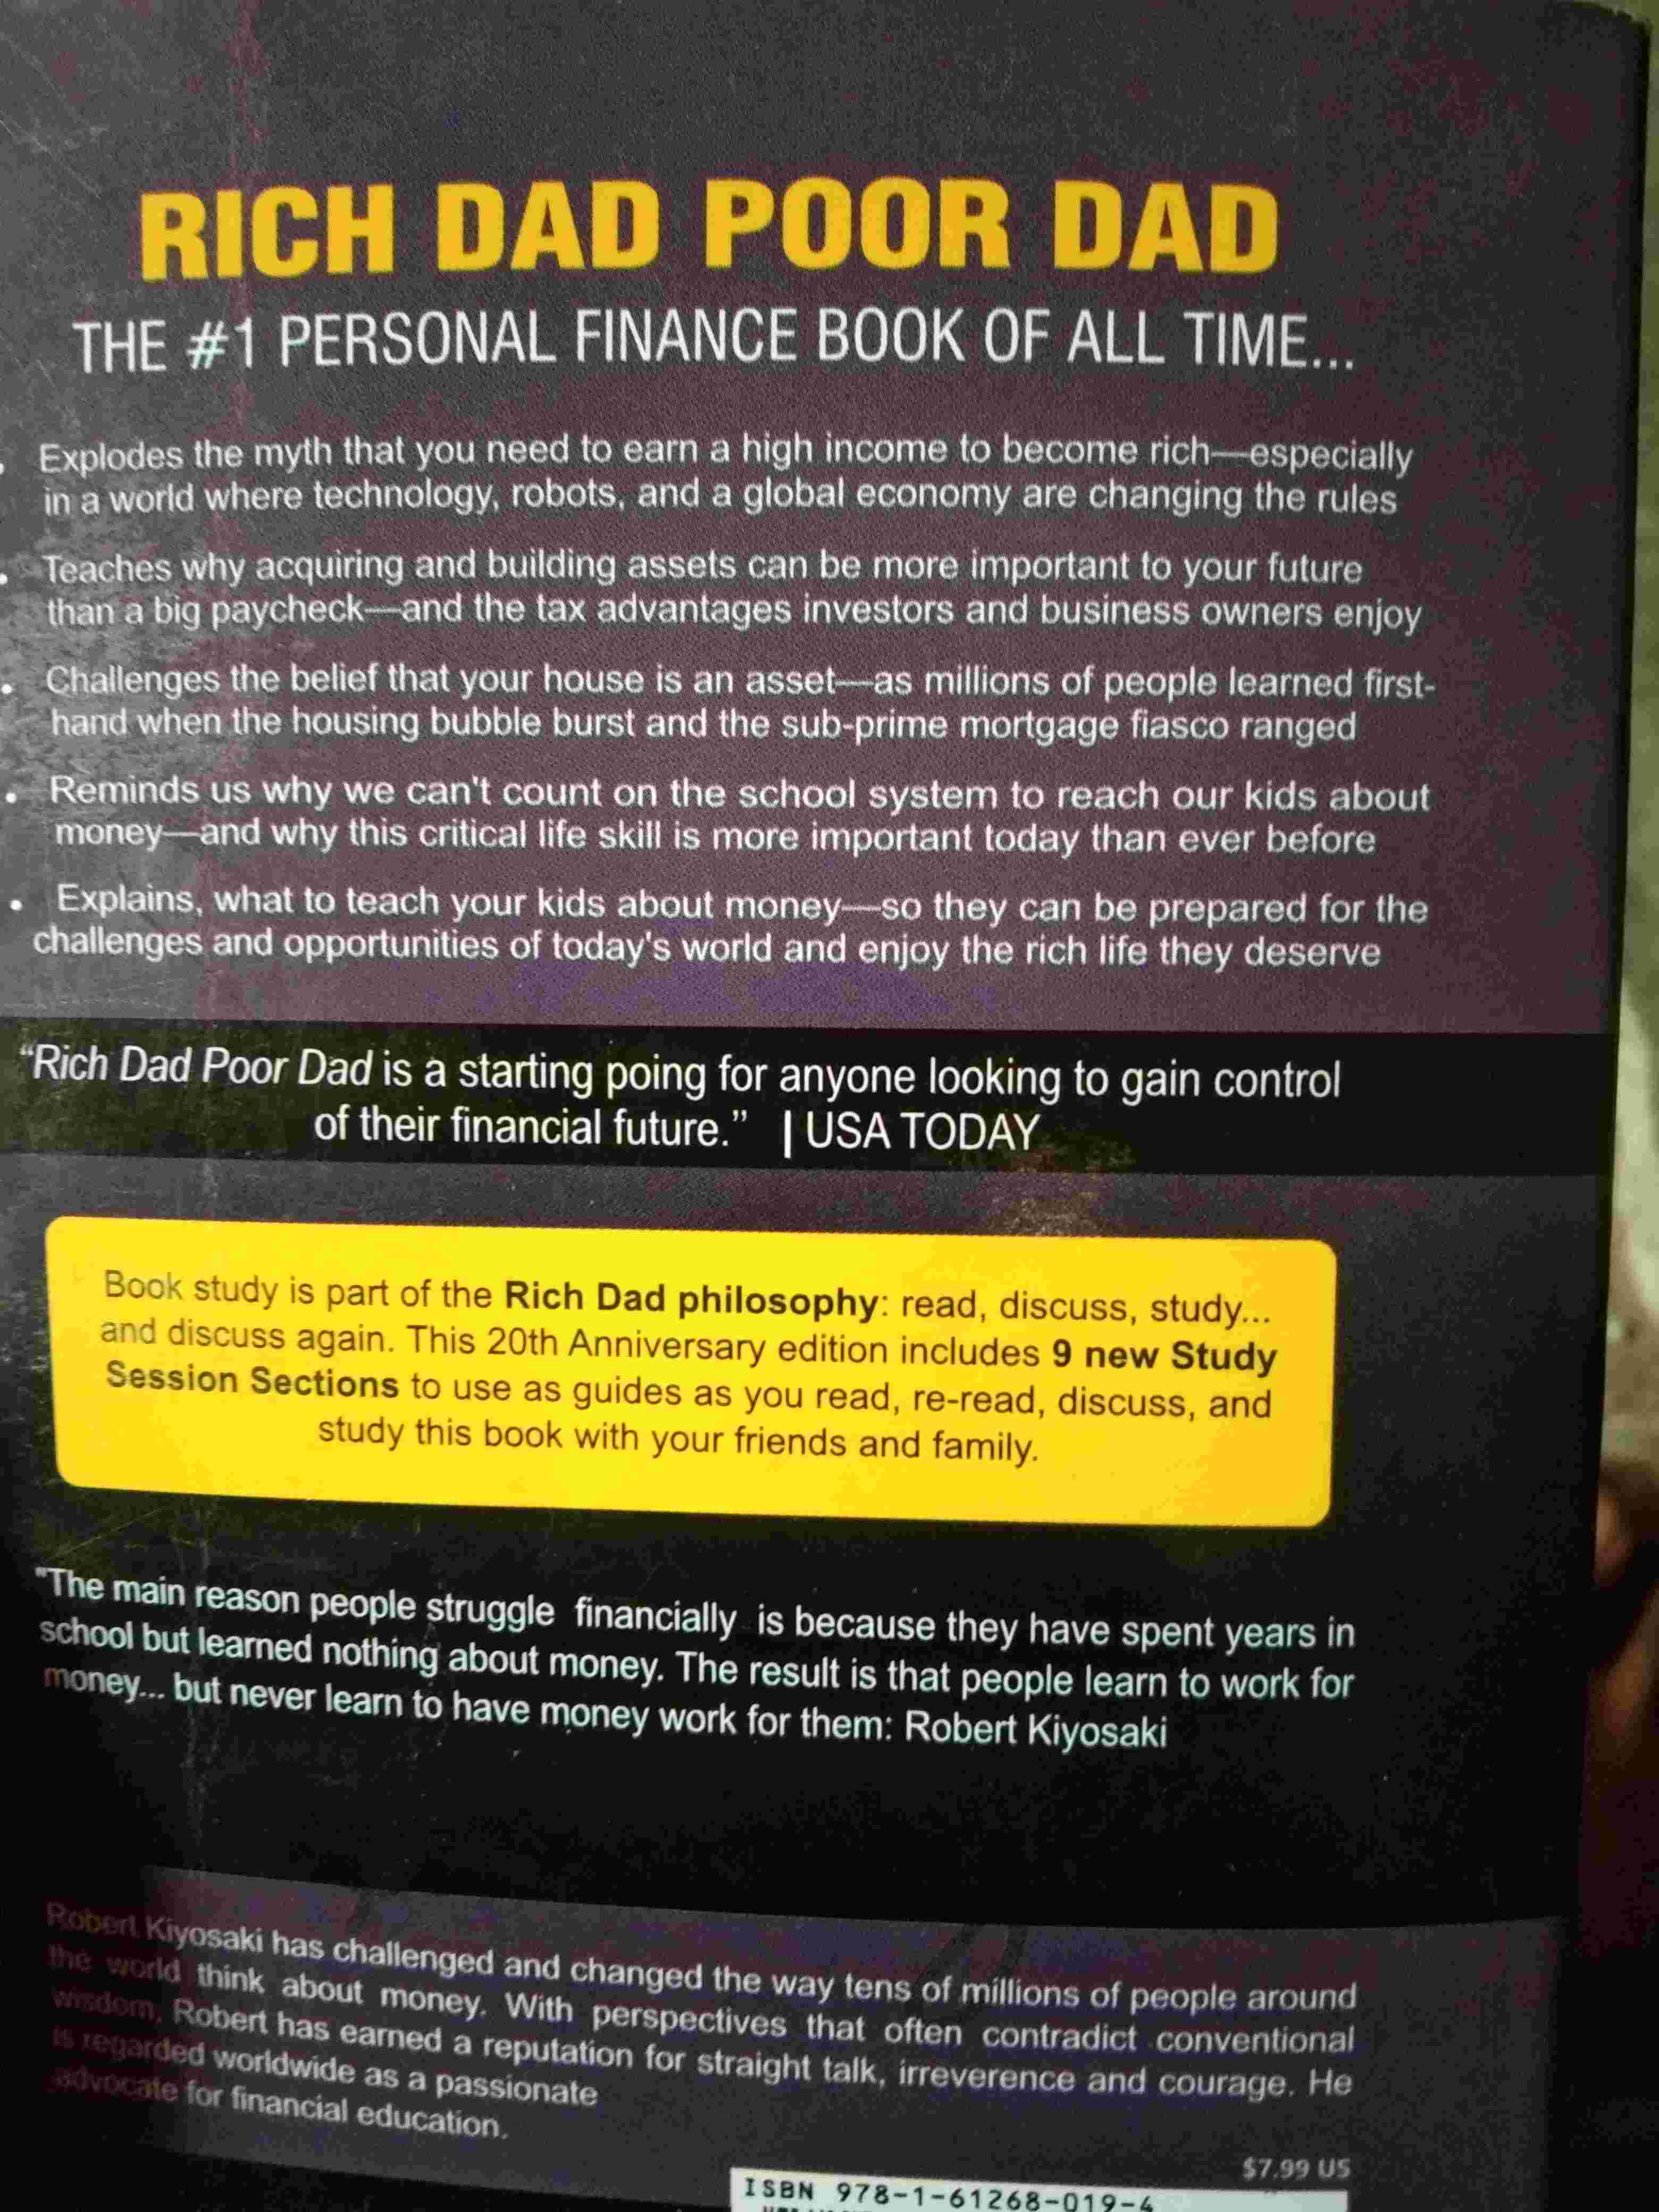 RICH DAD POOR DAD
THE #1 PERSONAL FINANCE BOOK OF ALL TIME...
• Explodes the myth that you need to earn a high income to become rich—especially
in a world where technology, robots, and a global economy are changing the rules
• Teaches why acquiring and building assets can be more important to your future
than a big paycheck—and the tax advantages investors and business owners enjoy
• Challenges the belief that your house is an asset—as millions of people learned first-
hand when the housing bubble burst and the sub-prime mortgage fiasco ranged
• Reminds us why we can't count on the school system to reach our kids about
money—and why this critical life skill is more important today than ever before
• Explains, what to teach your kids about money—so they can be prepared for the
challenges and opportunities of today's world and enjoy the rich life they deserve
“Rich Dad Poor Dad is a starting poing for anyone looking to gain control
of their financial future.” | USA TODAY
Book study is part of the Rich Dad philosophy: read, discuss, study...
and discuss again. This 20th Anniversary edition includes 9 new Study
Session Sections to use as guides as you read, re-read, discuss, and
study this book with your friends and family.
"The main reason people struggle financially is because they have spent years in
school but learned nothing about money. The result is that people learn to work for
money... but never learn to have money work for them: Robert Kiyosaki
Robert Kiyosaki has challenged and changed the way tens of millions of people around
the world think about money. With perspectives that often contradict conventional
wisdom, Robert has earned a reputation for straight talk, irreverence and courage. He
is regarded worldwide as a passionate
advocate for financial education.
$7.99 US
ISBN 978-1-61268-019-4